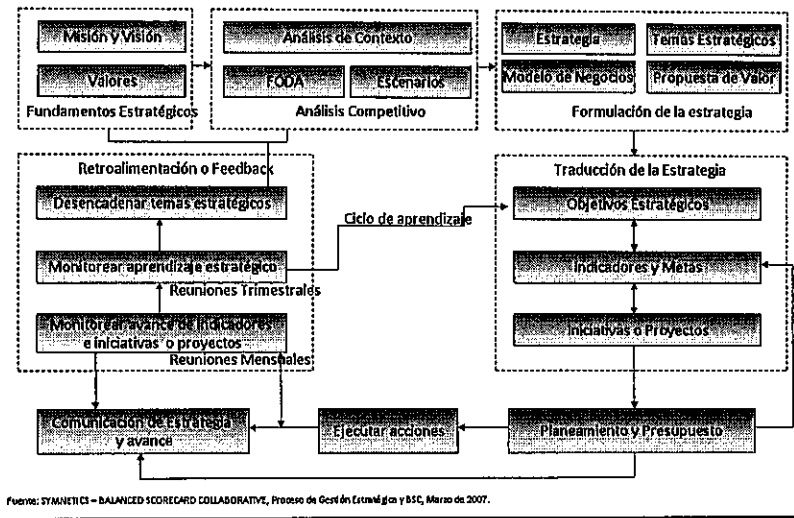 Misión y Visión
Valores
Fundamentos Estratégicos
Análisis de Contexto
FODA
Escenarios
Análisis Competitivo
Estrategia
Temas Estratégicos
Modelo de Negocios
Propuesta de Valor
Formulación de la estrategia
Retroalimentación o Feedback
Desencadenar temas estratégicos
Monitorear aprendizaje estratégico
Reuniones Trimestrales
Monitorear avance de indicadores
e iniciativas o proyectos
Reuniones Mensuales
Ciclo de aprendizaje
Traducción de la Estrategia
Objetivos Estratégicos
Indicadores y Metas
Iniciativas o Proyectos
Comunicación de Estrategia
y avance
Ejecutar acciones
Planeamiento y Presupuesto
Fuente: SYMNETICS – BALANCED SCORECARD COLLABORATIVE, Proceso de Gestión Estratégica y BSC, Marzo de 2007.